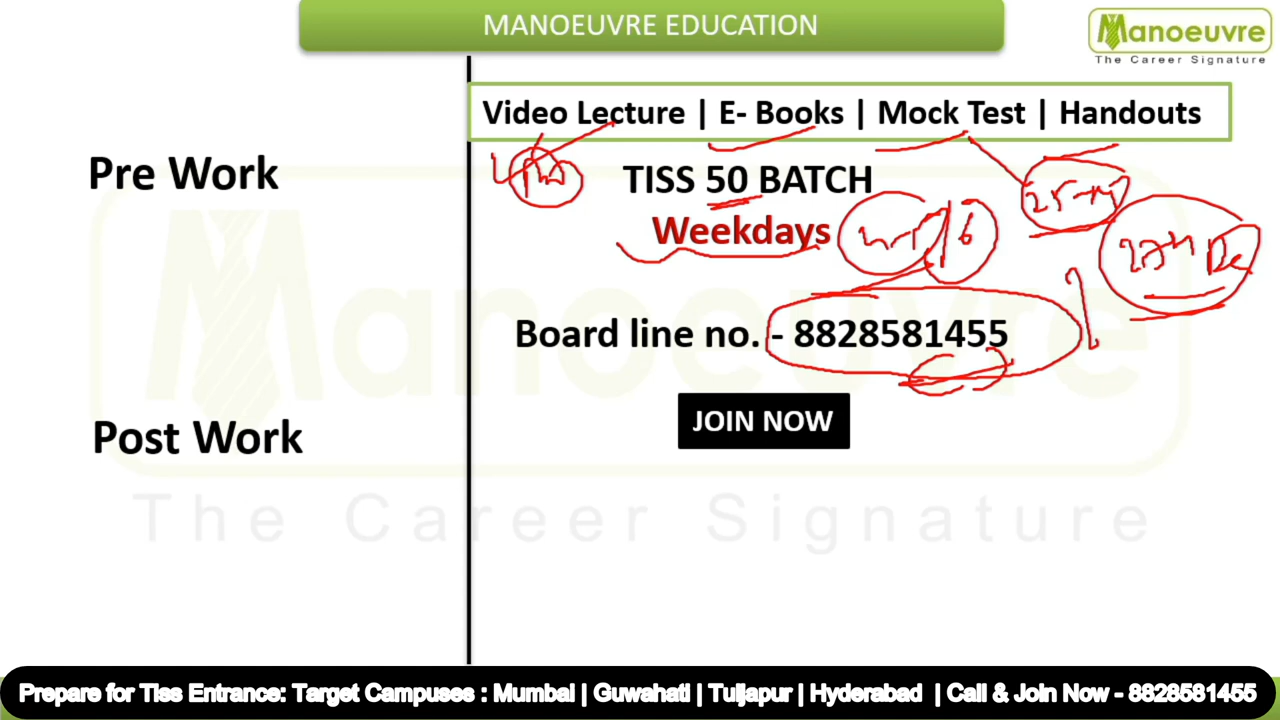 MANOEUVRE EDUCATION
Manoeuvre
The Career Signature
Video Lecture | E- Books | Mock Test | Handouts
Pre Work
TISS 50 BATCH
Weekdays
6
Board line no. - 8828581455
JOIN NOW
Post Work
Manoeuvre
The Career Signature
Prepare for Tiss Entrance: Target Campuses : Mumbai | Guwahati | Tuljapur | Hyderabad | Call & Join Now - 8828581455